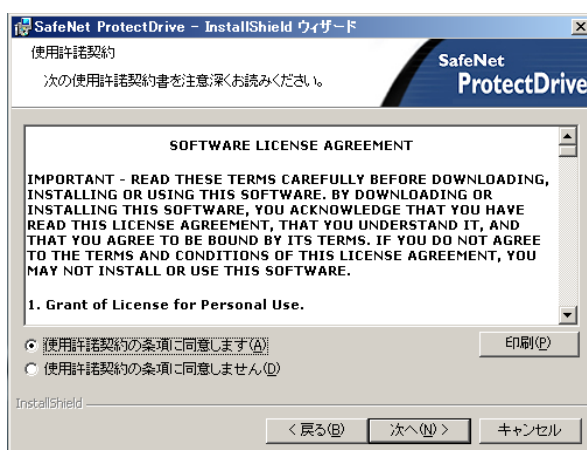 SafeNet ProtectDrive - InstallShield ウィザード
使用許諾契約
次の使用許諾契約書を注意深くお読みください。
SafeNet
ProtectDrive
SOFTWARE LICENSE AGREEMENT
IMPORTANT - READ THESE TERMS CAREFULLY BEFORE DOWNLOADING,
INSTALLING OR USING THIS SOFTWARE. BY DOWNLOADING OR
INSTALLING THIS SOFTWARE, YOU ACKNOWLEDGE THAT YOU HAVE
READ THIS LICENSE AGREEMENT, THAT YOU UNDERSTAND IT, AND
THAT YOU AGREE TO BE BOUND BY ITS TERMS. IF YOU DO NOT AGREE
TO THE TERMS AND CONDITIONS OF THIS LICENSE AGREEMENT, YOU
MAY NOT INSTALL OR USE THIS SOFTWARE.
1. Grant of License for Personal Use.
使用許諾契約の条項に同意します(A)
印刷(P)
使用許諾契約の条項に同意しません(D)
InstallShield
< 戻る(B)
次へ(N) >
キャンセル